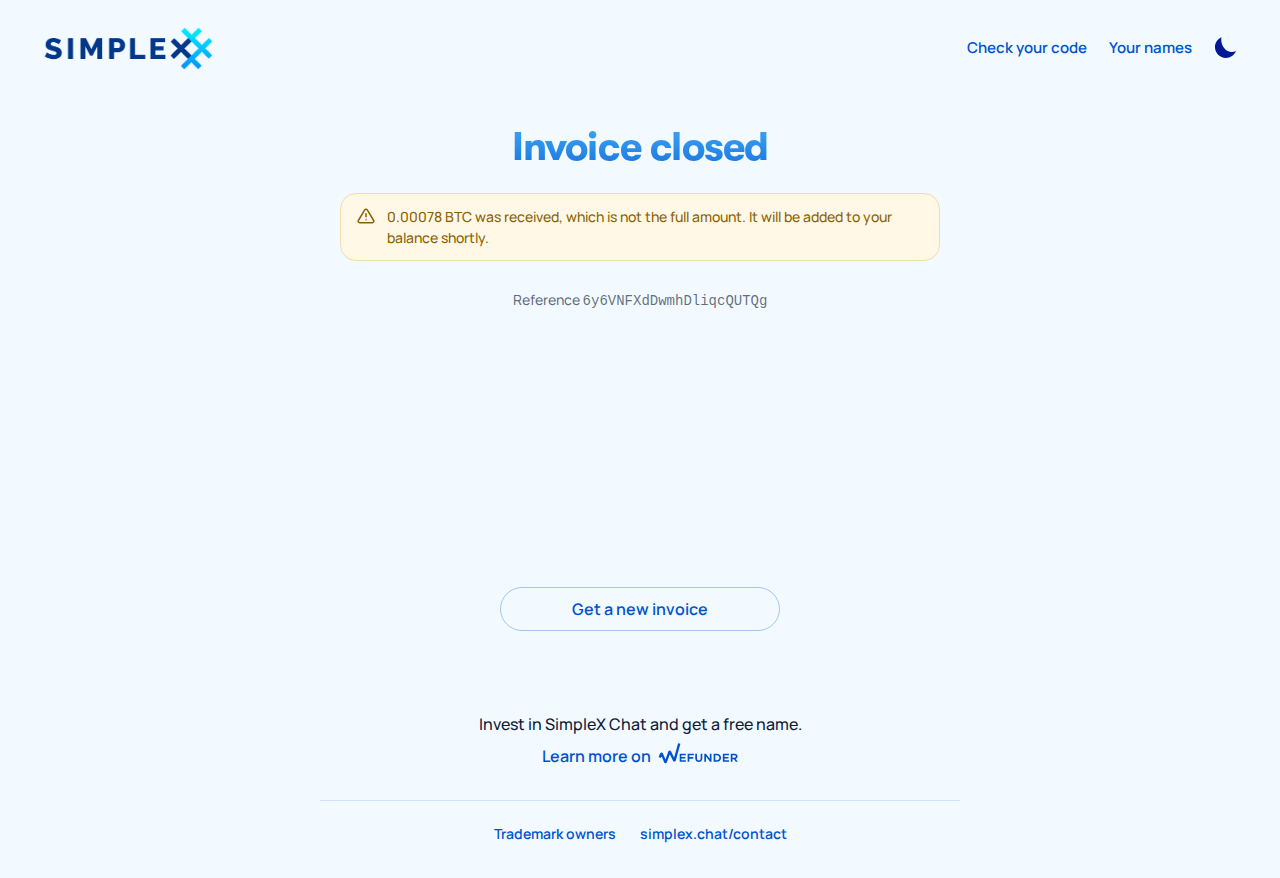 SIMPLEX
Check your code
Your names
Invoice closed
0.00078 BTC was received, which is not the full amount. It will be added to your
balance shortly.
Reference 6y6VNFXdDwmhDliqcQUTQg
Get a new invoice
Invest in SimpleX Chat and get a free name.
Learn more on WEFUNDER
Trademark owners
simplex.chat/contact